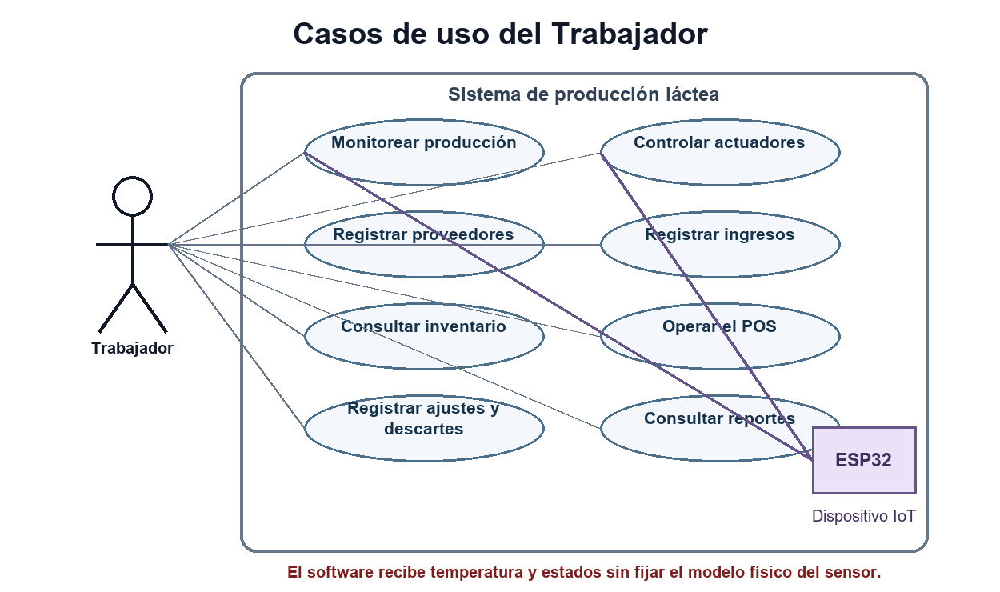 Casos de uso del Trabajador
Sistema de producción láctea
Monitorear producción
Controlar actuadores
Registrar proveedores
Registrar ingresos
Consultar inventario
Operar el POS
Trabajador
Registrar ajustes y
descartes
Consultar reportes
ESP32
Dispositivo IoT
El software recibe temperatura y estados sin fijar el modelo físico del sensor.